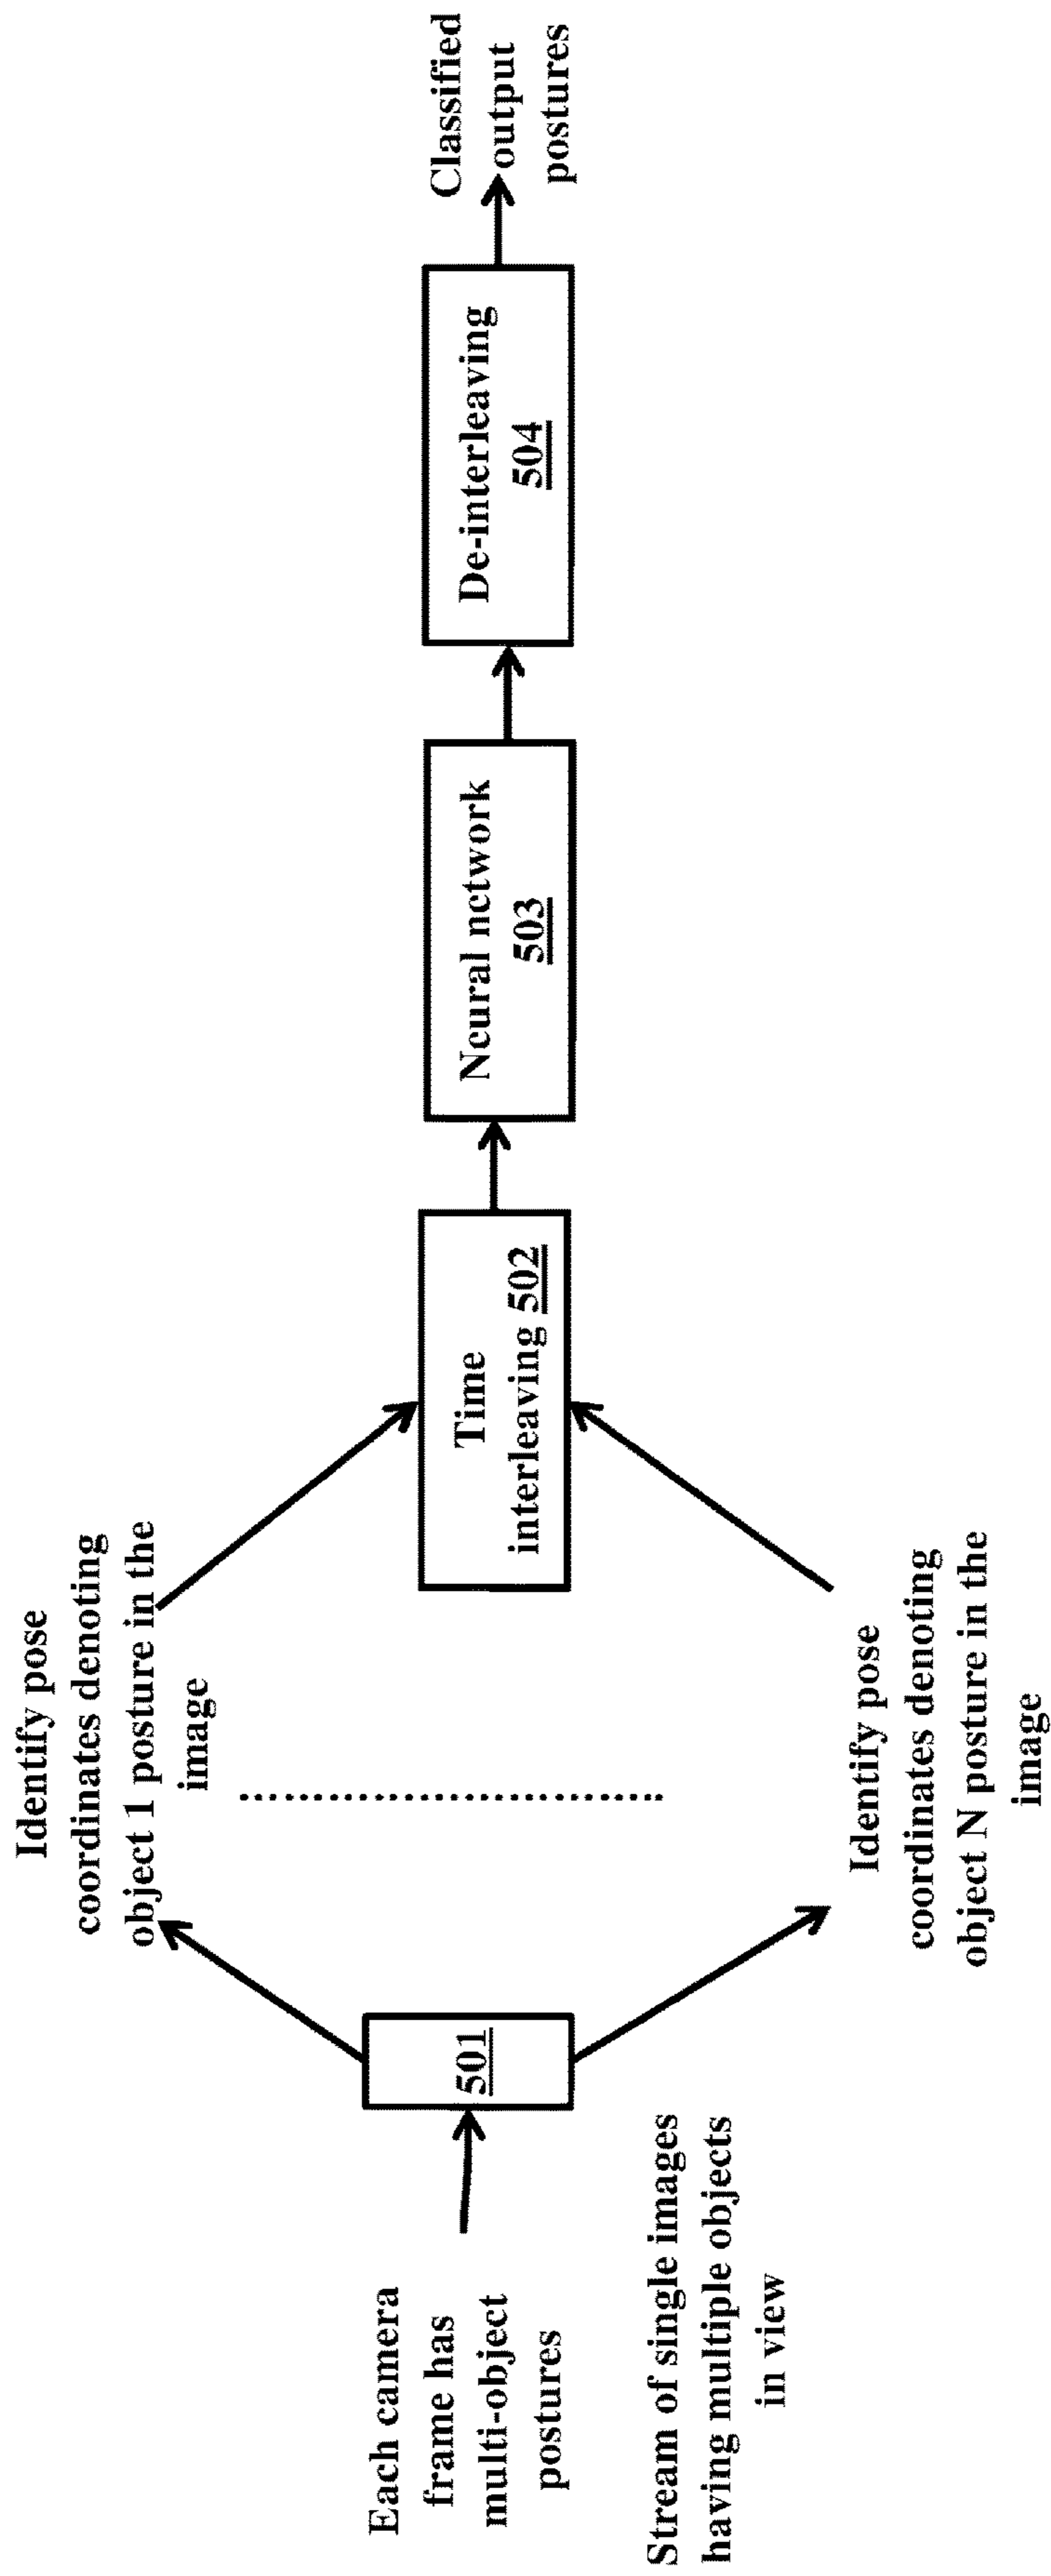 Each camera
frame has
multi-object
postures
Stream of single images
having multiple objects
in view
501
Identify pose
coordinates denoting
object 1 posture in the
image
Identify pose
coordinates denoting
object N posture in the
image
Time
interleaving 502
Neural network
503
De-interleaving
504
Classified
output
postures